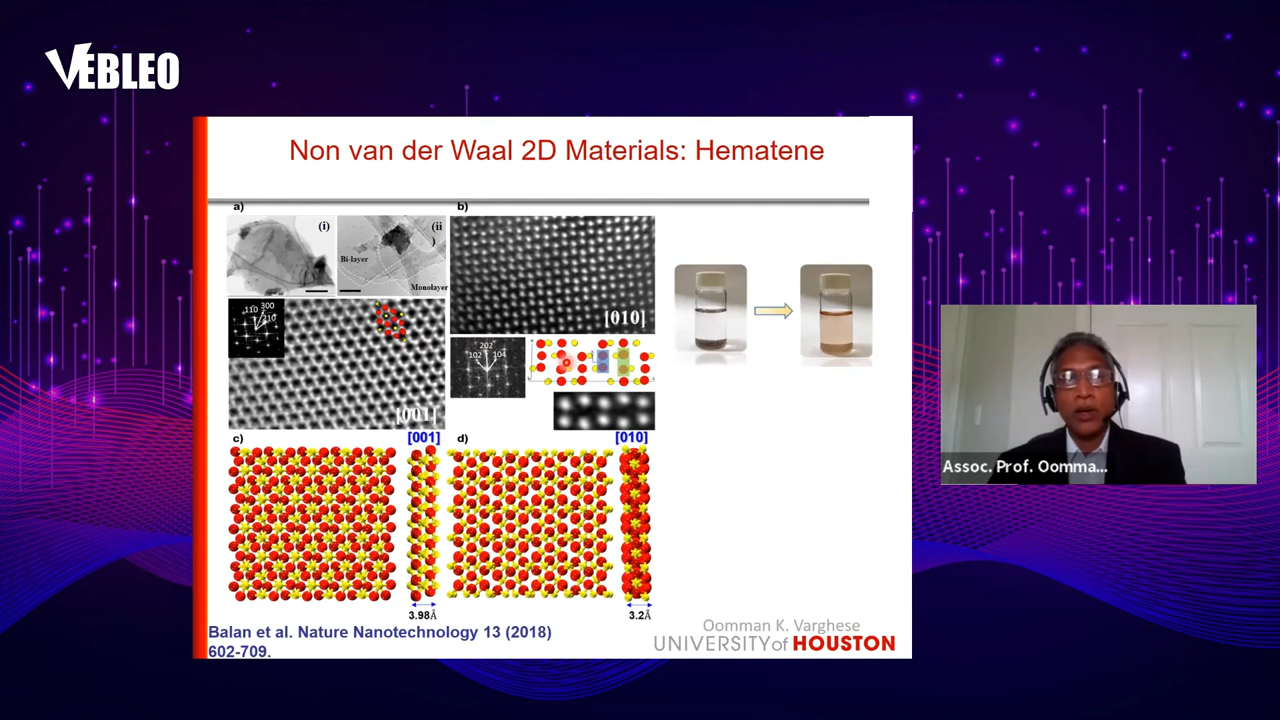 VEBLEO
Non van der Waal 2D Materials: Hematene
a)
(i)
(ii
)
Bi-layer
Monolayer
110
300
210
[001]
b)
[010]
202
102
104
c)
[001]
3.98Å
d)
[010]
3.2Å
Balan et al. Nature Nanotechnology 13 (2018)
602-709.
Oomman K. Varghese
UNIVERSITY of HOUSTON
Assoc. Prof. Oomma...